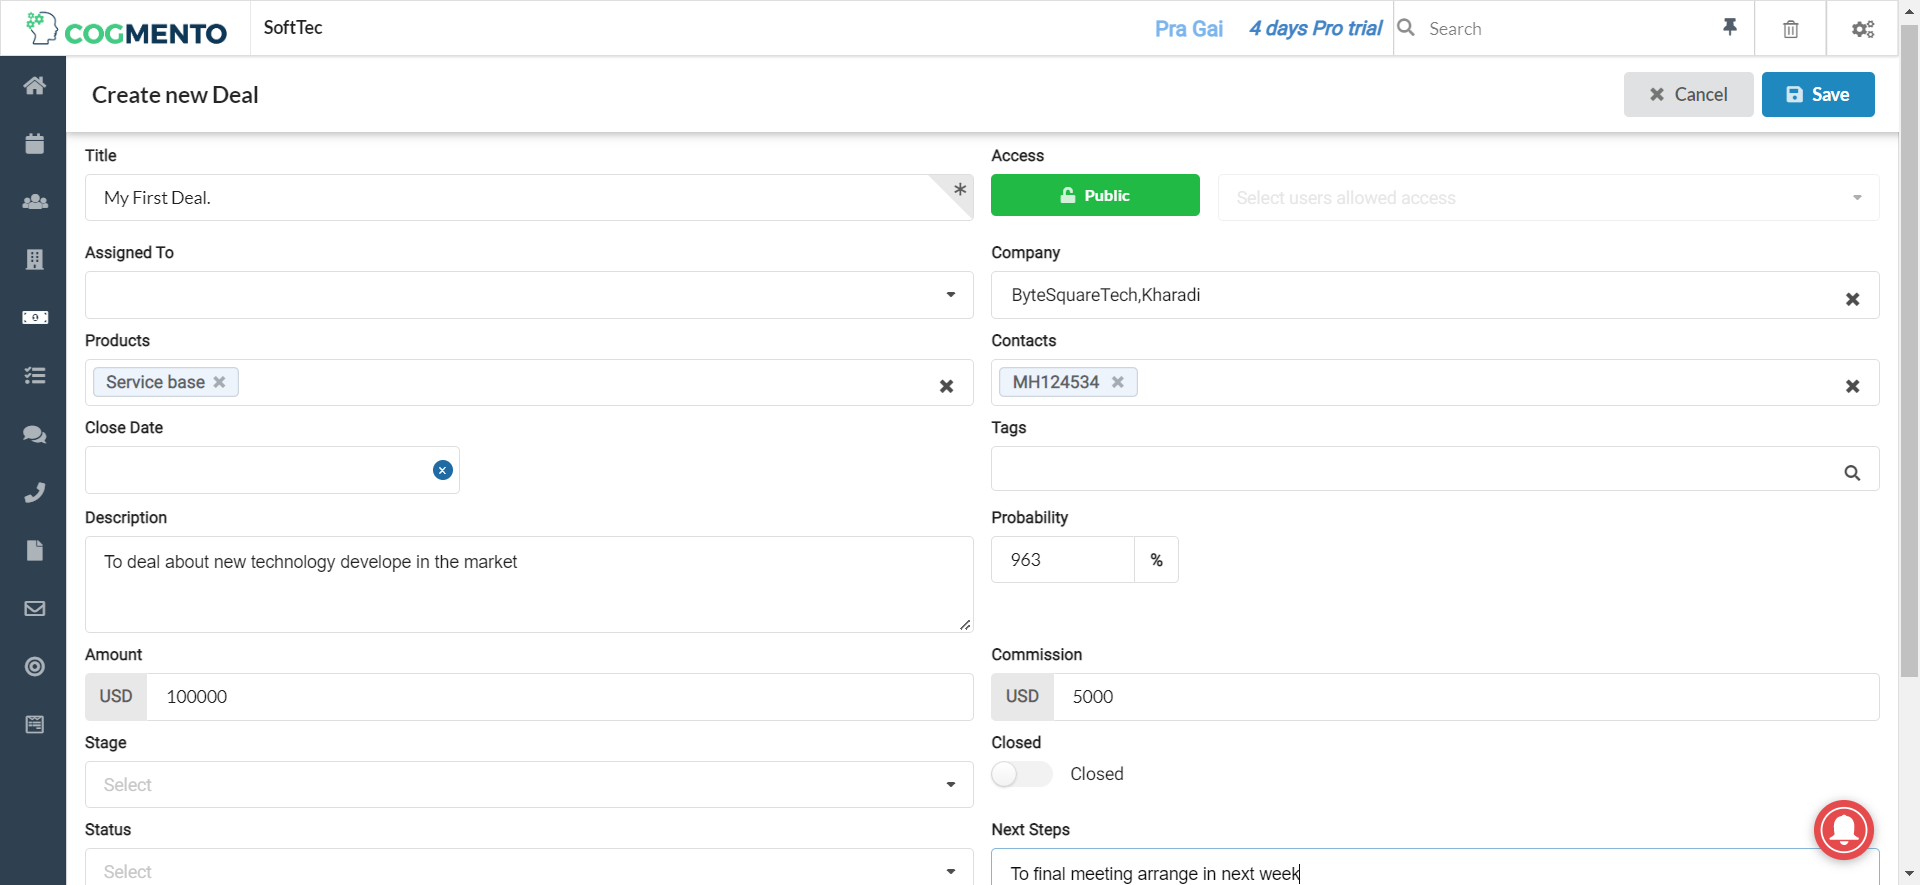 COGMENTO
SoftTec
Pra Gai
4 days Pro trial
Search
Create new Deal
Cancel
Save
Title
Access
My First Deal.
*
Public
Select users allowed access
Assigned To
Company
ByteSquareTech,Kharadi
Products
Contacts
Service base
MH124534
Close Date
Tags
Description
Probability
To deal about new technology develope in the market
963
%
Amount
Commission
USD
100000
USD
5000
Stage
Closed
Select
Closed
Status
Next Steps
Select
To final meeting arrange in next week